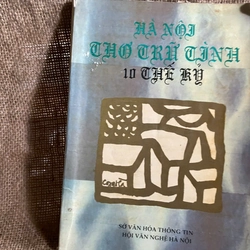 HÀ NỘI
THƠ TRỮ TÌNH
10 THẾ KỶ
SỞ VĂN HÓA THÔNG TIN
HỘI VĂN NGHỆ HÀ NỘI